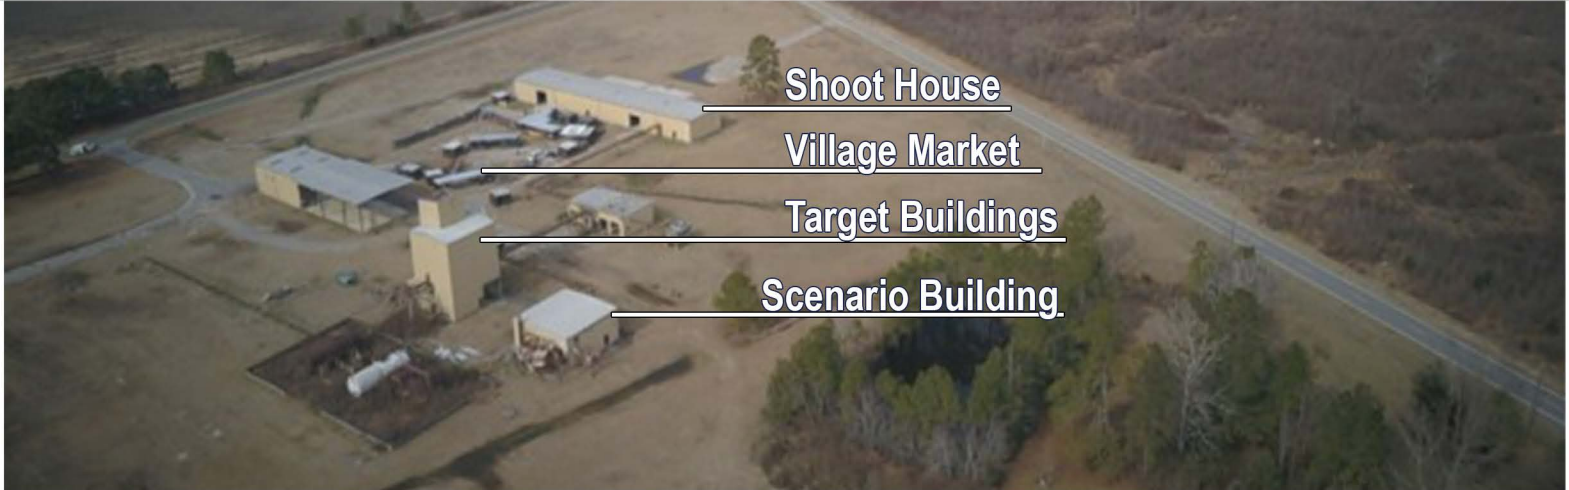 Shoot House
Village Market
Target Buildings
Scenario Building